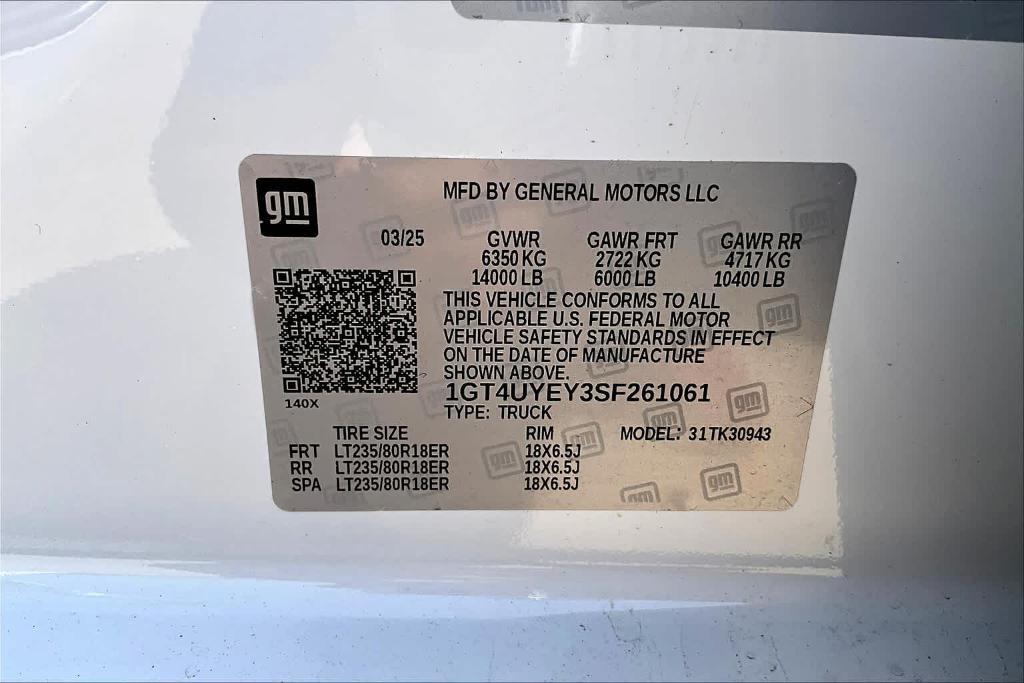 gm
MFD BY GENERAL MOTORS LLC
03/25 GVWR GAWR FRT GAWR RR
6350 KG 2722 KG 4717 KG
14000 LB 6000 LB 10400 LB
THIS VEHICLE CONFORMS TO ALL
APPLICABLE U.S. FEDERAL MOTOR
VEHICLE SAFETY STANDARDS IN EFFECT
ON THE DATE OF MANUFACTURE
SHOWN ABOVE.
140X
1GT4UYEY3SF261061
TYPE: TRUCK
TIRE SIZE RIM MODEL: 31TK30943
FRT LT235/80R18ER 18X6.5J
RR LT235/80R18ER 18X6.5J
SPA LT235/80R18ER 18X6.5J